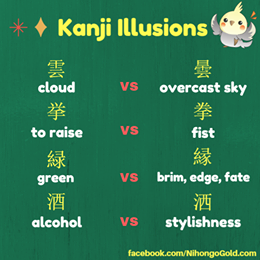 Kanji Illusions
雲 vs 曇
cloud overcast sky
挙 vs 拳
to raise fist
緑 vs 縁
green brim, edge, fate
酒 vs 洒
alcohol stylishness
facebook.com/NihongoGold.com